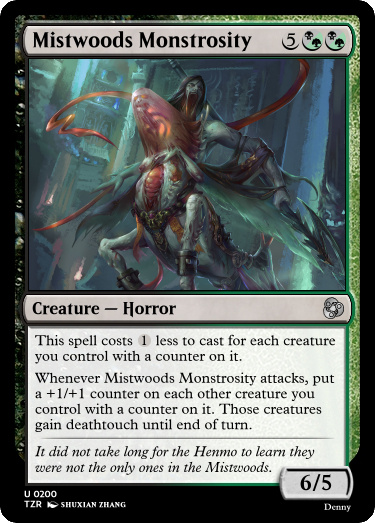 Mistwoods Monstrosity 5
Creature — Horror
This spell costs 1 less to cast for each creature
you control with a counter on it.
Whenever Mistwoods Monstrosity attacks, put
a +1/+1 counter on each other creature you
control with a counter on it. Those creatures
gain deathtouch until end of turn.
It did not take long for the Henmo to learn they
were not the only ones in the Mistwoods.
6/5
U 0200
TZR SHUXIAN ZHANG
Denny